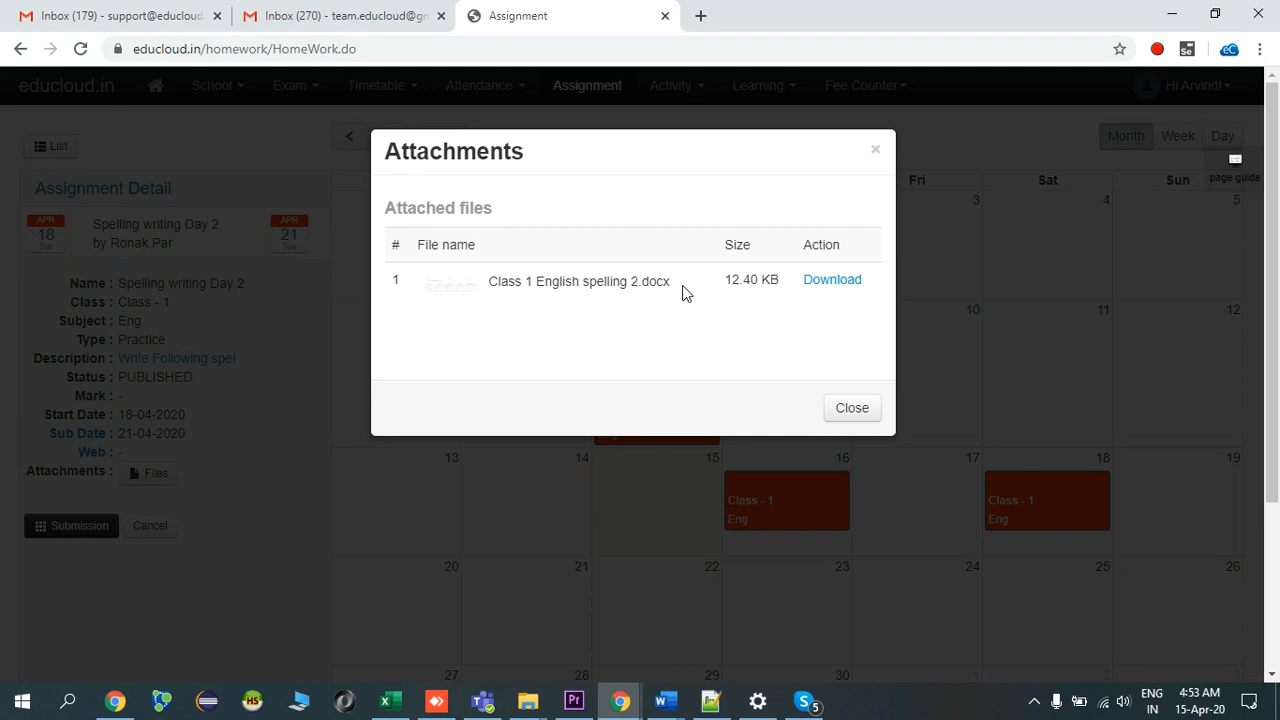 Inbox (179) - support@educloud.
Inbox (270) - team.educloud@gm
Assignment
educloud.in/homework/HomeWork.do
educloud.in
School
Exam
Timetable
Attendance
Assignment
Activity
Learning
Fee Counter
Hi Arvind!
List
Month
Week
Day
page guide
Attachments
×
Attached files
# File name Size Action
1 Class 1 English spelling 2.docx 12.40 KB Download
Close
Assignment Detail
APR
18
Sat
Spelling writing Day 2
by Ronak Par
APR
21
Tue
Name : Spelling writing Day 2
Class : Class - 1
Subject : Eng
Type : Practice
Description : Write Following spel
Status : PUBLISHED
Mark : -
Start Date : 18-04-2020
Sub Date : 21-04-2020
Web : -
Attachments : Files
Submission Cancel
Fri Sat Sun
3 4 5
10 11 12
Eng
13 14 15 16 17 18 19
Class - 1
Eng
Class - 1
Eng
20 21 22 23 24 25 26
27 28 29 30 1
ENG
IN
4:53 AM
15-Apr-20
5